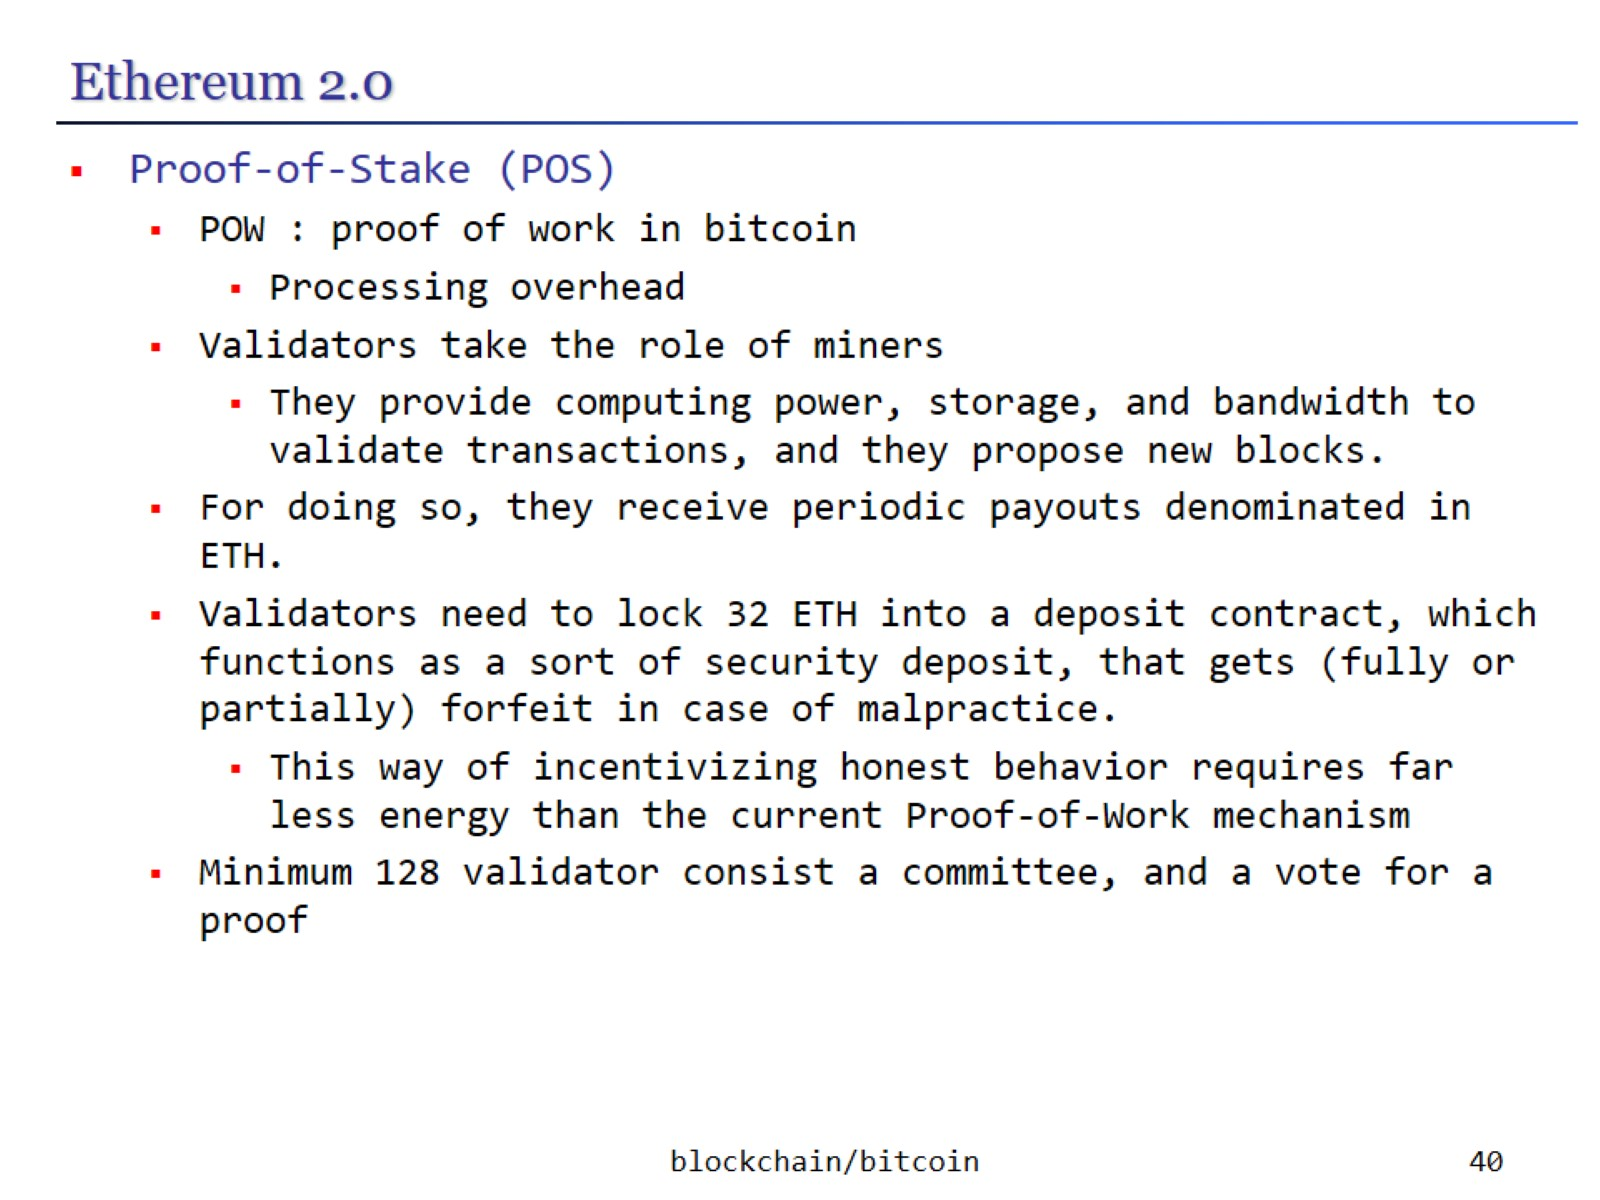 Ethereum 2.0
Proof-of-Stake (POS)
POW : proof of work in bitcoin
Processing overhead
Validators take the role of miners
They provide computing power, storage, and bandwidth to
validate transactions, and they propose new blocks.
For doing so, they receive periodic payouts denominated in
ETH.
Validators need to lock 32 ETH into a deposit contract, which
functions as a sort of security deposit, that gets (fully or
partially) forfeit in case of malpractice.
This way of incentivizing honest behavior requires far
less energy than the current Proof-of-Work mechanism
Minimum 128 validator consist a committee, and a vote for a
proof
blockchain/bitcoin
40